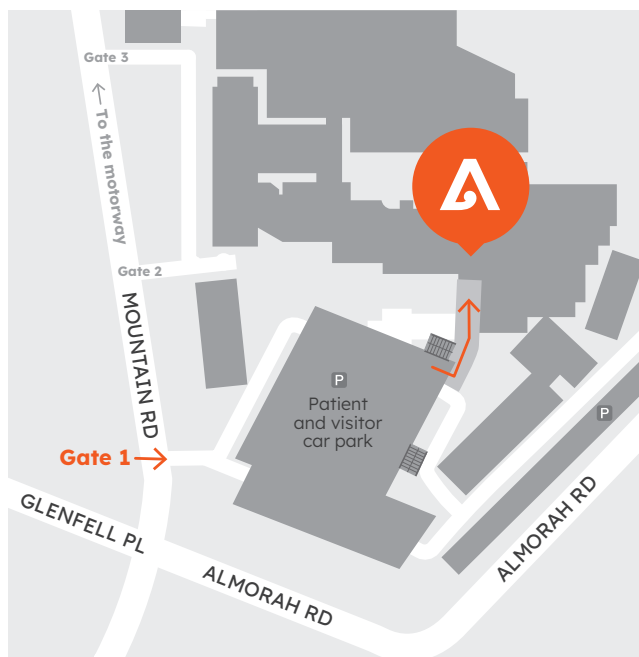 Gate 3
To the motorway
Gate 2
MOUNTAIN RD
P
Patient
and visitor
car park
P
Gate 1
GLENFELL PL
ALMORAH RD
ALMORAH RD